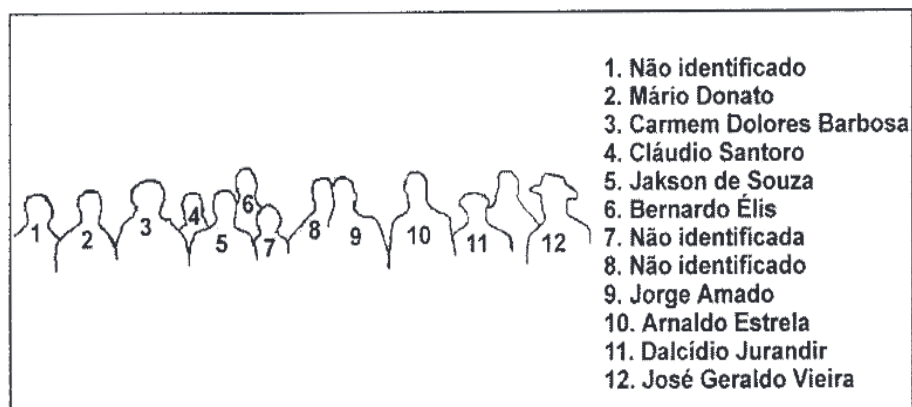 1. Não identificado
2. Mário Donato
3. Carmem Dolores Barbosa
4. Cláudio Santoro
5. Jakson de Souza
6. Bernardo Élis
7. Não identificada
8. Não identificado
9. Jorge Amado
10. Arnaldo Estrela
11. Dalcídio Jurandir
12. José Geraldo Vieira
1 2 3 4 5 6 7 8 9 10 11 12